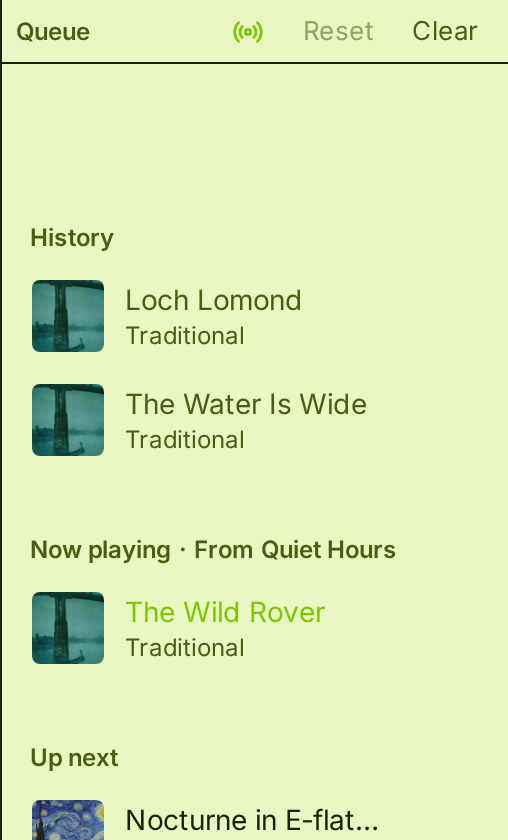 Queue
Reset
Clear
History
Loch Lomond
Traditional
The Water Is Wide
Traditional
Now playing · From Quiet Hours
The Wild Rover
Traditional
Up next
Nocturne in E-flat...